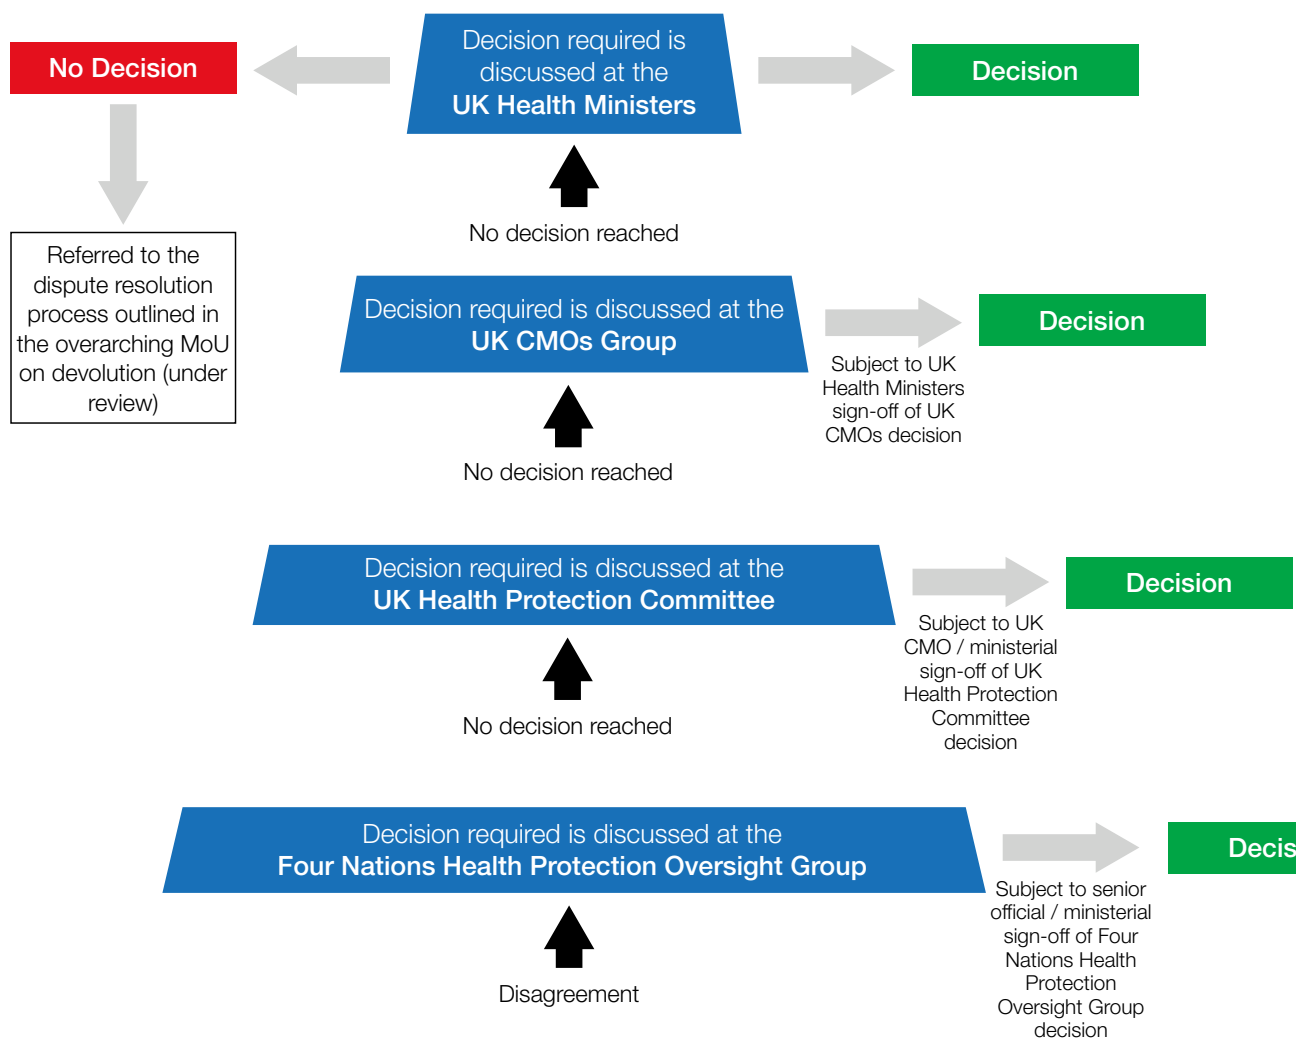 Decision required is
discussed at the
UK Health Ministers
No Decision
Decision
Referred to the
dispute resolution
process outlined in
the overarching MoU
on devolution (under
review)
No decision reached
Decision required is discussed at the
UK CMOs Group
Decision
Subject to UK
Health Ministers
sign-off of UK
CMOs decision
No decision reached
Decision required is discussed at the
UK Health Protection Committee
Decision
Subject to UK
CMO / ministerial
sign-off of UK
Health Protection
Committee
decision
No decision reached
Decision required is discussed at the
Four Nations Health Protection Oversight Group
Decis
Subject to senior
official / ministerial
sign-off of Four
Nations Health
Protection
Oversight Group
decision
Disagreement